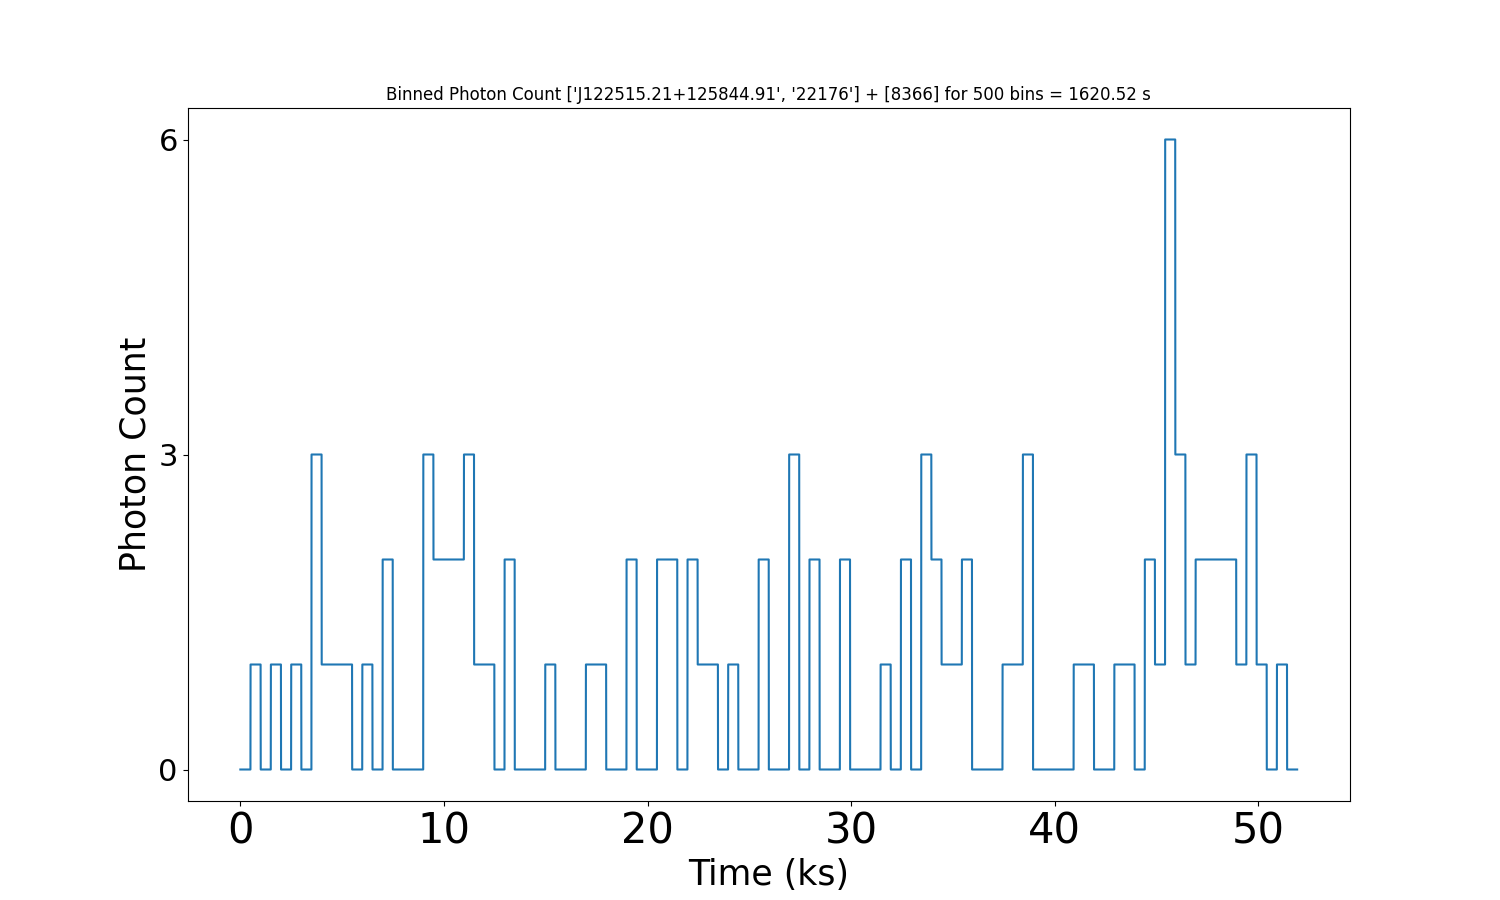 Binned Photon Count ['J122515.21+125844.91', '22176'] + [8366] for 500 bins = 1620.52 s
6
3
0
Photon Count
0 10 20 30 40 50
Time (ks)